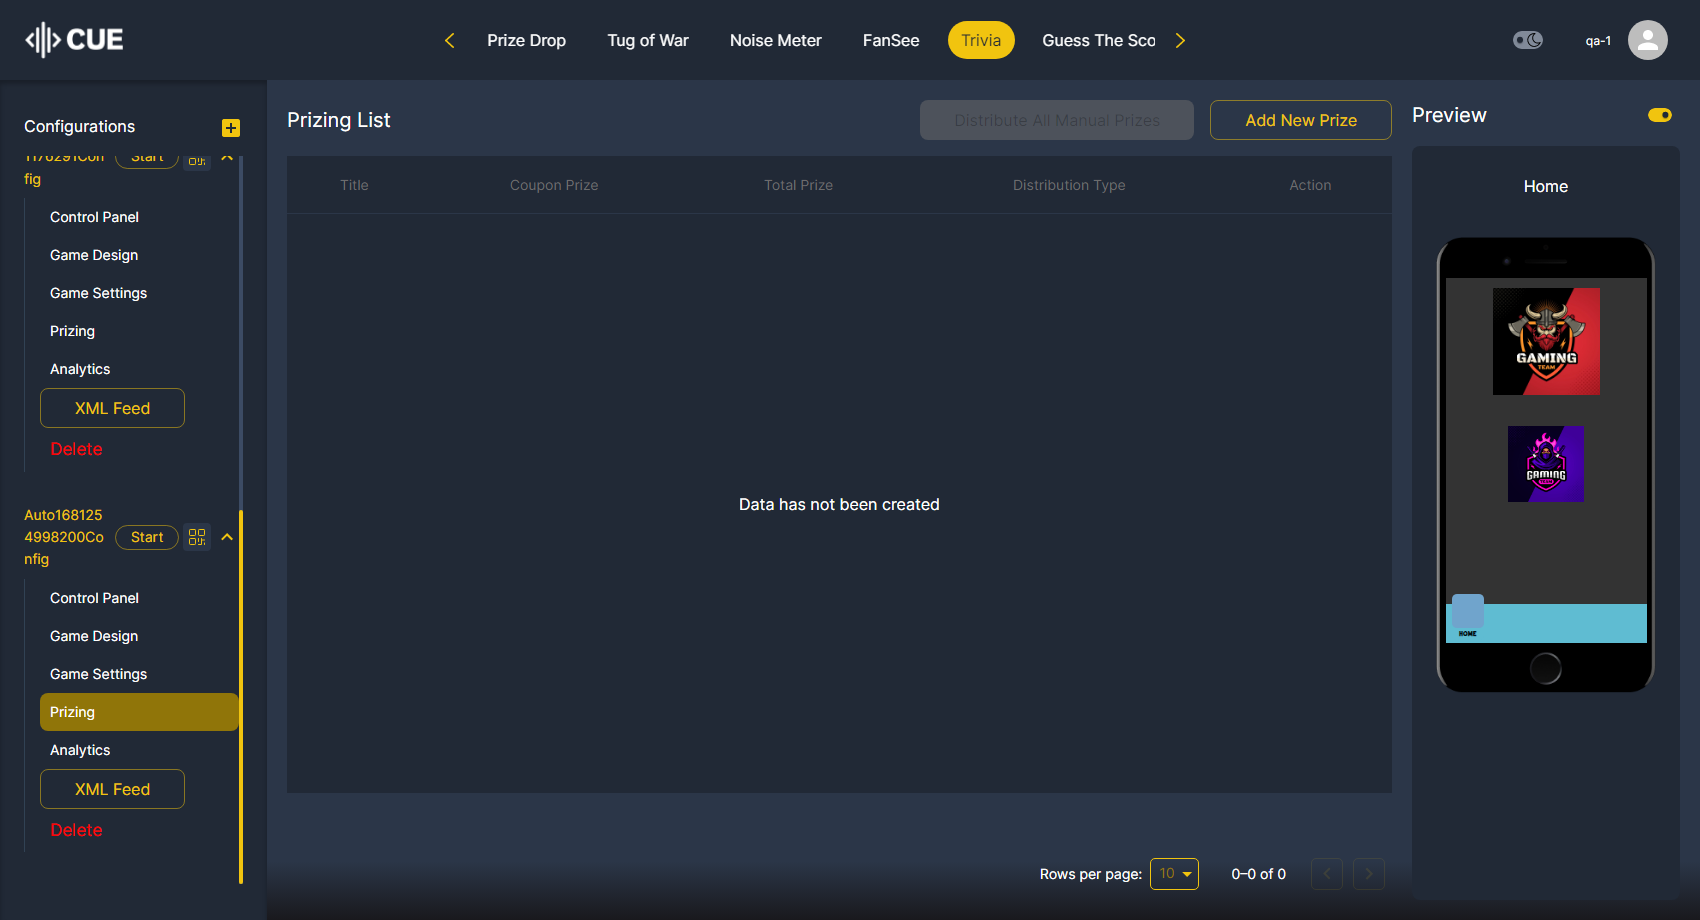 CUE
Prize Drop
Tug of War
Noise Meter
FanSee
Trivia
Guess The Sco
qa-1
Configurations
fig
Start
Control Panel
Game Design
Game Settings
Prizing
Analytics
XML Feed
Delete
Auto168125
4998200Co
nfig
Start
Control Panel
Game Design
Game Settings
Prizing
Analytics
XML Feed
Delete
Prizing List
Distribute All Manual Prizes
Add New Prize
Title
Coupon Prize
Total Prize
Distribution Type
Action
Data has not been created
Rows per page:
10
0–0 of 0
Preview
Home
GAMING
TEAM
GAMING
TEAM
HOME